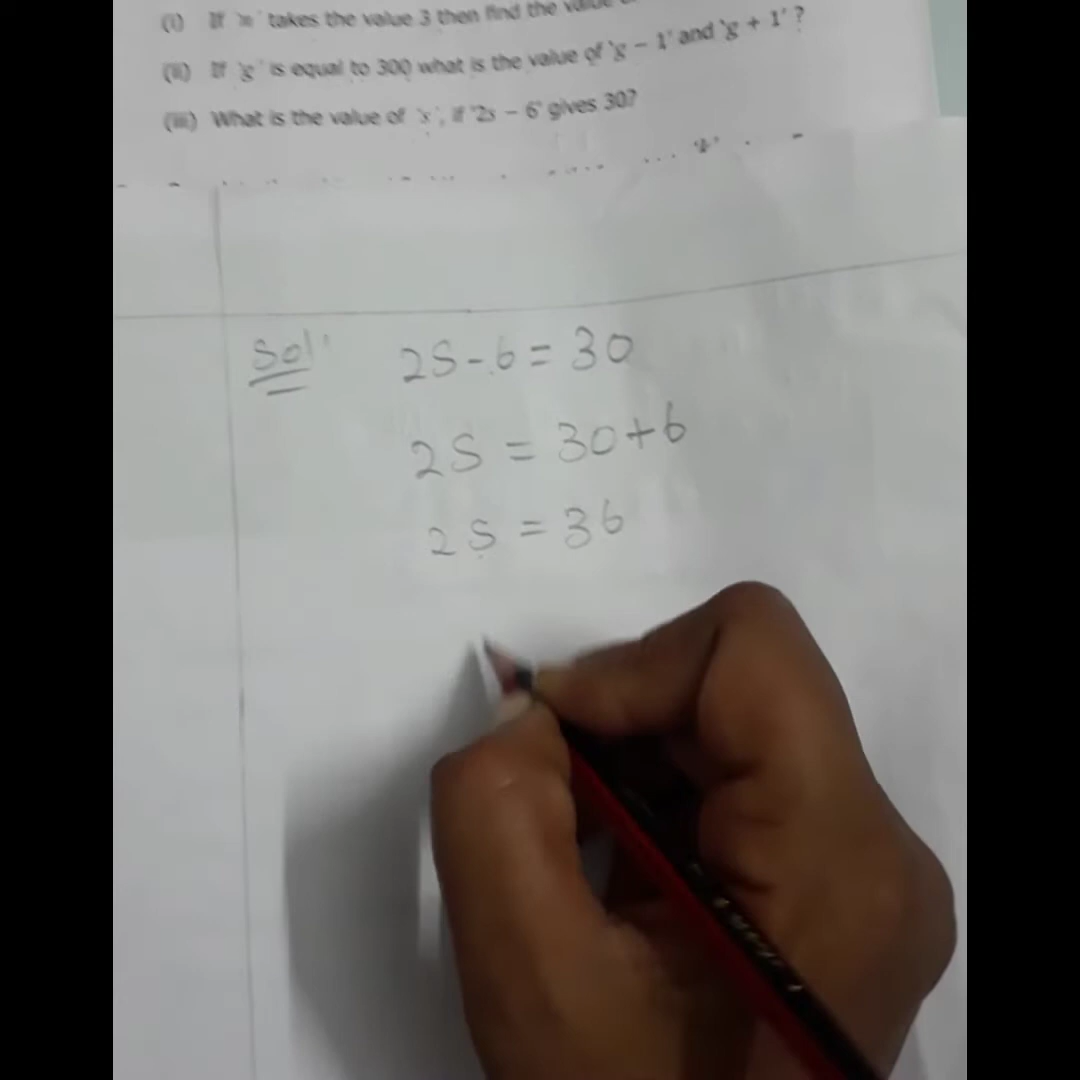 (i) If 'm' takes the value 3 then find the value
(ii) If 'g' is equal to 300 what is the value of 'g − 1' and 'g + 1' ?
(iii) What is the value of 's', if '2s − 6' gives 30?
Sol:
2S - 6 = 30
2S = 30+6
2S = 36